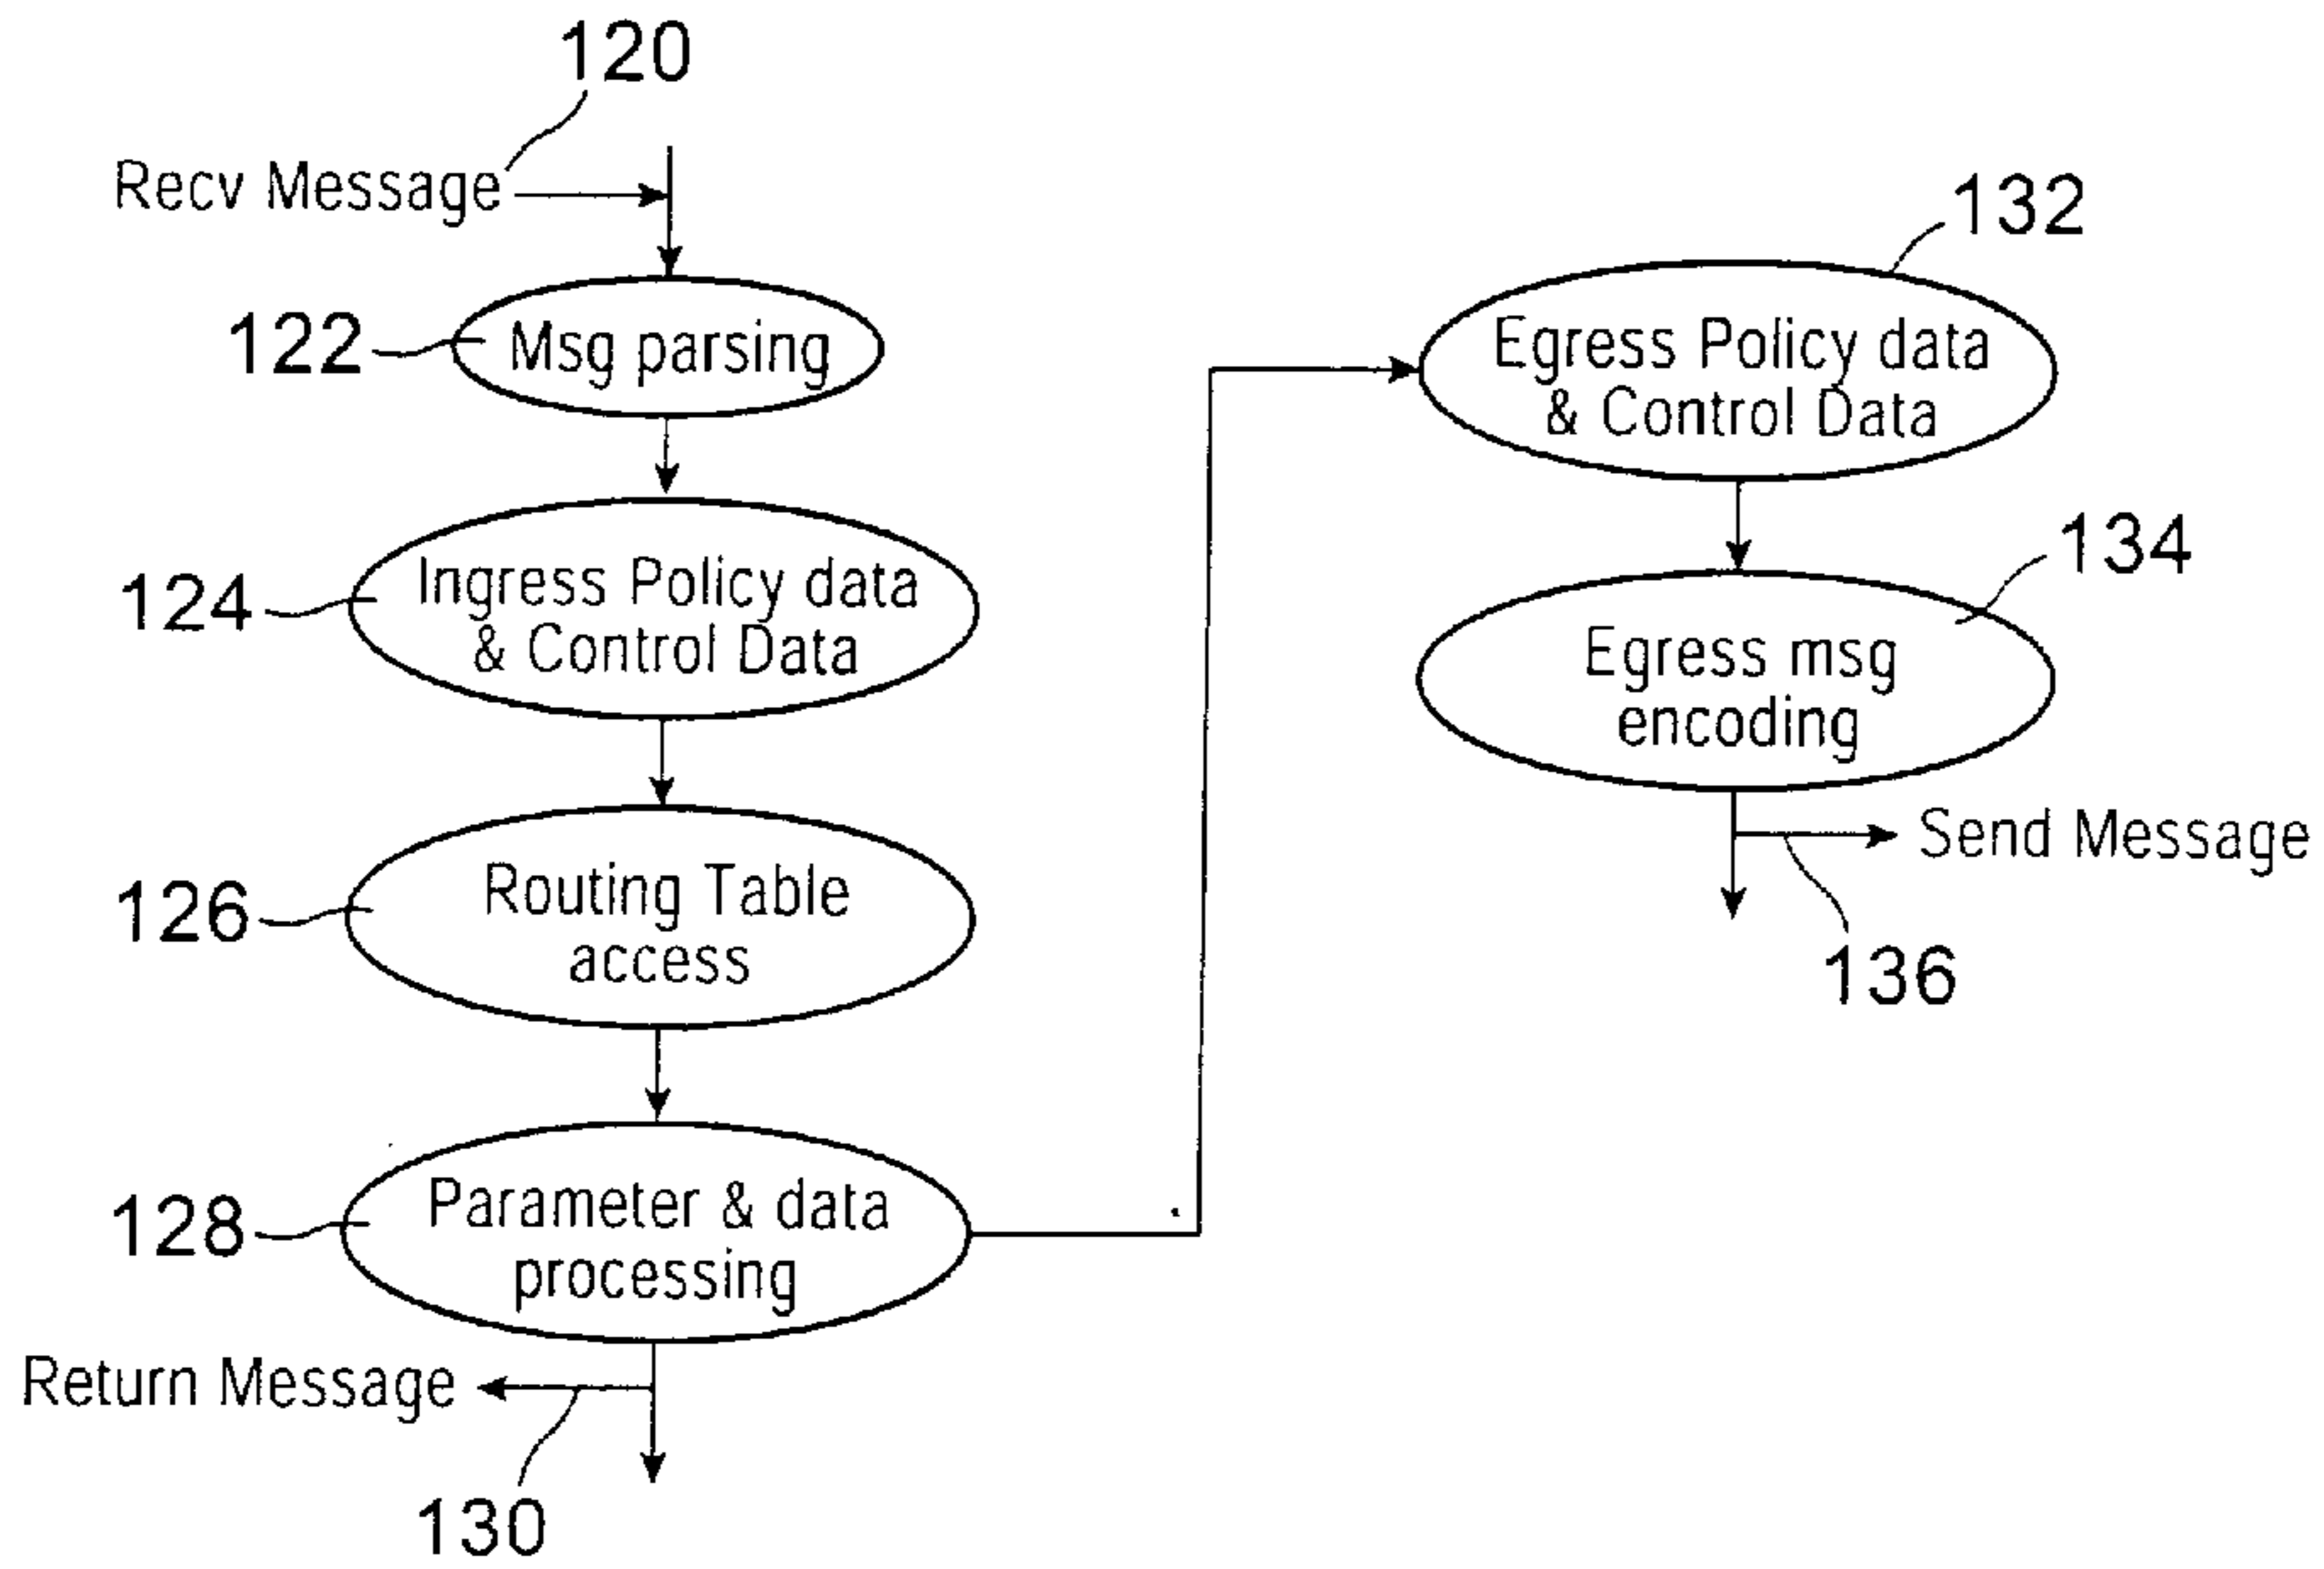 120
Recv Message
122
Msg parsing
124
Ingress Policy data
& Control Data
126
Routing Table
access
128
Parameter & data
processing
Return Message
130
132
Egress Policy data
& Control Data
134
Egress msg
encoding
Send Message
136